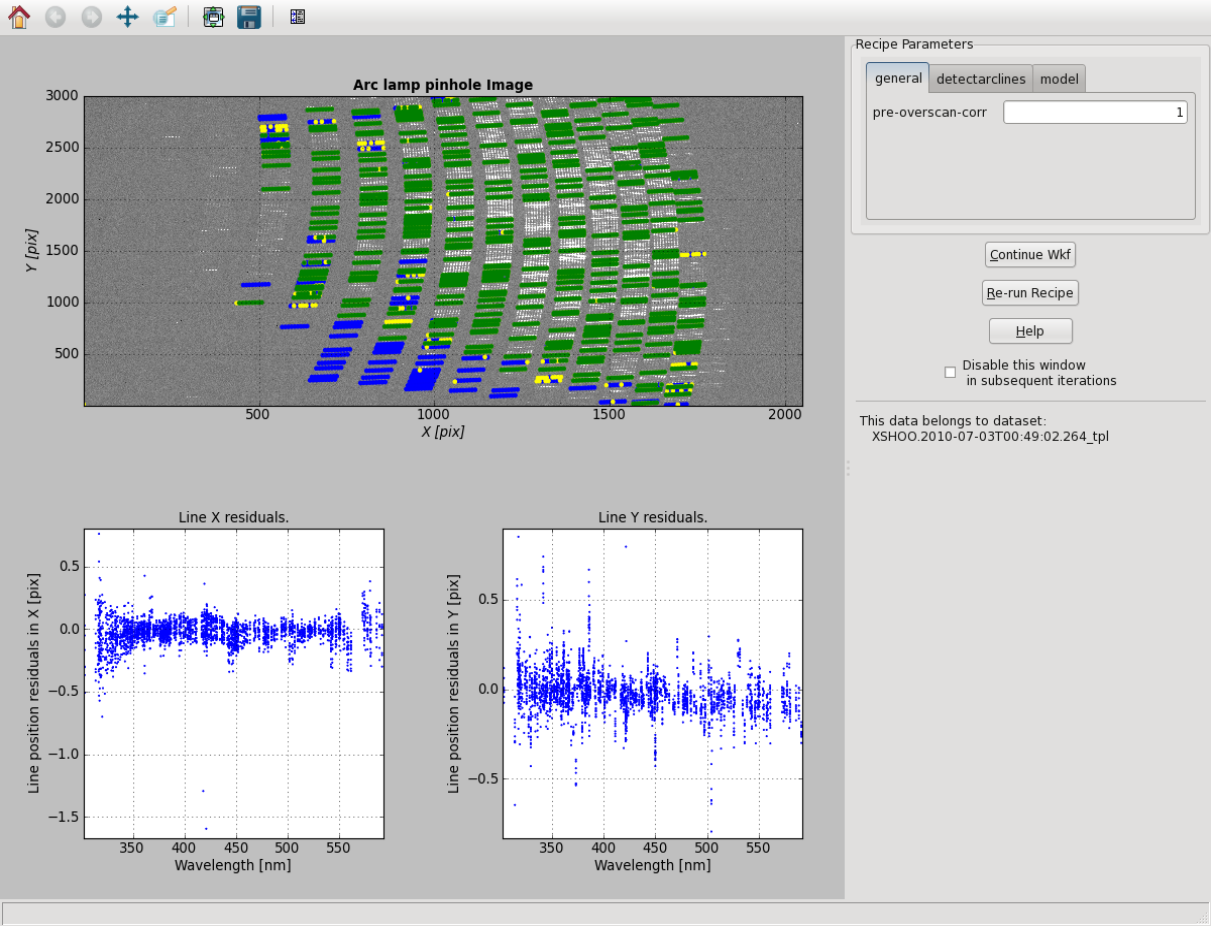 Recipe Parameters
general detectarclines model
pre-overscan-corr 1
Continue Wkf
Re-run Recipe
Help
Disable this window
in subsequent iterations
This data belongs to dataset:
XSHOO.2010-07-03T00:49:02.264_tpl
Arc lamp pinhole Image
Y [pix]
3000
2500
2000
1500
1000
500
500 1000 1500 2000
X [pix]
Line X residuals.
Line position residuals in X [pix]
0.5
0.0
−0.5
−1.0
−1.5
350 400 450 500 550
Wavelength [nm]
Line Y residuals.
Line position residuals in Y [pix]
0.5
0.0
−0.5
350 400 450 500 550
Wavelength [nm]